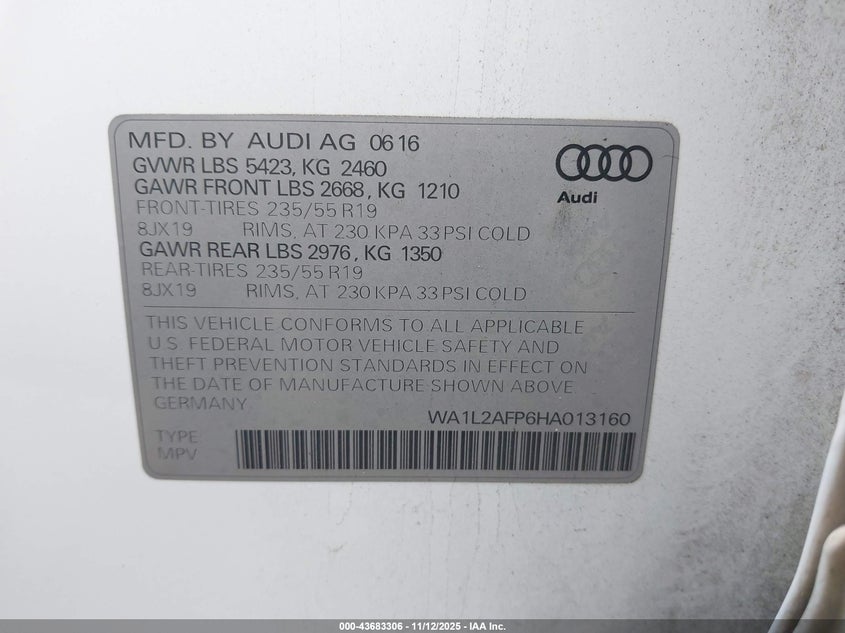 MFD. BY AUDI AG 0616
GVWR LBS 5423, KG 2460
GAWR FRONT LBS 2668, KG 1210
FRONT-TIRES 235/55 R19
8JX19 RIMS, AT 230 KPA 33 PSI COLD
GAWR REAR LBS 2976, KG 1350
REAR-TIRES 235/55 R19
8JX19 RIMS, AT 230 KPA 33 PSI COLD
Audi
THIS VEHICLE CONFORMS TO ALL APPLICABLE
U.S. FEDERAL MOTOR VEHICLE SAFETY AND
THEFT PREVENTION STANDARDS IN EFFECT ON
THE DATE OF MANUFACTURE SHOWN ABOVE.
GERMANY
WA1L2AFP6HA013160
TYPE
MPV
000-43683306 - 11/12/2025 - IAA Inc.